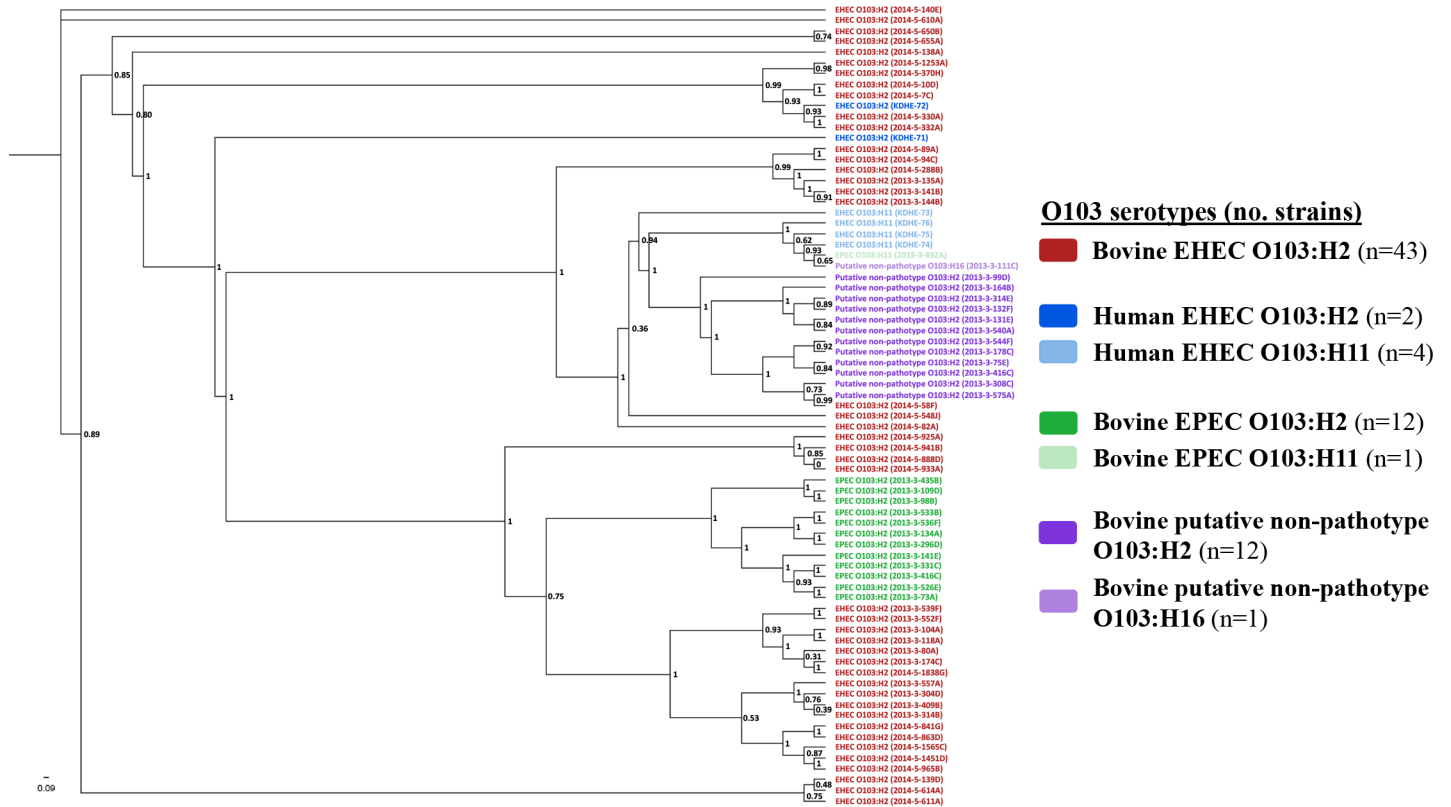 EHEC O103:H2 (2014-5-140E)
EHEC O103:H2 (2014-5-610A)
EHEC O103:H2 (2014-5-650B)
0.74
EHEC O103:H2 (2014-5-655A)
EHEC O103:H2 (2014-5-138A)
0.85
EHEC O103:H2 (2014-5-1253A)
0.98
EHEC O103:H2 (2014-5-370H)
0.99
EHEC O103:H2 (2014-5-10D)
1
EHEC O103:H2 (2014-5-7C)
0.93
EHEC O103:H2 (KDHE-72)
0.93
0.80
EHEC O103:H2 (2014-5-330A)
1
EHEC O103:H2 (2014-5-332A)
EHEC O103:H2 (KDHE-71)
EHEC O103:H2 (2014-5-89A)
1
EHEC O103:H2 (2014-5-94C)
0.99
EHEC O103:H2 (2014-5-288B)
1
1
EHEC O103:H2 (2013-3-135A)
1
EHEC O103:H2 (2013-3-141B)
0.91
EHEC O103:H2 (2013-3-144B)
EHEC O103:H11 (KDHE-73)
EHEC O103:H11 (KDHE-76)
1
EHEC O103:H11 (KDHE-75)
0.94
0.62
EHEC O103:H11 (KDHE-74)
0.93
EPEC O103:H11 (2013-3-492A)
0.65
Putative non-pathotype O103:H16 (2013-3-111C)
1
1
1
Putative non-pathotype O103:H2 (2013-3-99D)
Putative non-pathotype O103:H2 (2013-3-164B)
1
Putative non-pathotype O103:H2 (2013-3-314E)
0.89
Putative non-pathotype O103:H2 (2013-3-132F)
1
Putative non-pathotype O103:H2 (2013-3-131E)
0.84
Putative non-pathotype O103:H2 (2013-3-540A)
0.36
1
Putative non-pathotype O103:H2 (2013-3-544F)
0.92
Putative non-pathotype O103:H2 (2013-3-178C)
Putative non-pathotype O103:H2 (2013-3-75E)
0.84
Putative non-pathotype O103:H2 (2013-3-416C)
1
1
Putative non-pathotype O103:H2 (2013-3-308C)
0.73
Putative non-pathotype O103:H2 (2013-3-575A)
0.99
EHEC O103:H2 (2014-5-58F)
1
EHEC O103:H2 (2014-5-548J)
EHEC O103:H2 (2014-5-82A)
0.89
EHEC O103:H2 (2014-5-925A)
1
EHEC O103:H2 (2014-5-941B)
0.85
EHEC O103:H2 (2014-5-888D)
0
EHEC O103:H2 (2014-5-933A)
EPEC O103:H2 (2013-3-435B)
1
EPEC O103:H2 (2013-3-109D)
1
EPEC O103:H2 (2013-3-98B)
1
EPEC O103:H2 (2013-3-533B)
1
1
EPEC O103:H2 (2013-3-536F)
1
EPEC O103:H2 (2013-3-134A)
1
EPEC O103:H2 (2013-3-296D)
1
EPEC O103:H2 (2013-3-141E)
1
EPEC O103:H2 (2013-3-331C)
1
EPEC O103:H2 (2013-3-416C)
0.93
EPEC O103:H2 (2013-3-526E)
1
EPEC O103:H2 (2013-3-73A)
0.75
EHEC O103:H2 (2013-3-539F)
1
EHEC O103:H2 (2013-3-552F)
0.93
EHEC O103:H2 (2013-3-104A)
1
EHEC O103:H2 (2013-3-118A)
1
EHEC O103:H2 (2013-3-80A)
0.31
EHEC O103:H2 (2013-3-174C)
1
EHEC O103:H2 (2014-5-1838G)
1
EHEC O103:H2 (2013-3-557A)
1
EHEC O103:H2 (2013-3-304D)
0.76
EHEC O103:H2 (2013-3-409B)
0.39
EHEC O103:H2 (2013-3-314B)
0.53
EHEC O103:H2 (2014-5-841G)
1
EHEC O103:H2 (2014-5-863D)
1
EHEC O103:H2 (2014-5-1565C)
0.87
EHEC O103:H2 (2014-5-1451D)
1
EHEC O103:H2 (2014-5-965B)
EHEC O103:H2 (2014-5-139D)
0.48
EHEC O103:H2 (2014-5-614A)
0.75
EHEC O103:H2 (2014-5-611A)
0.09
O103 serotypes (no. strains)
Bovine EHEC O103:H2 (n=43)
Human EHEC O103:H2 (n=2)
Human EHEC O103:H11 (n=4)
Bovine EPEC O103:H2 (n=12)
Bovine EPEC O103:H11 (n=1)
Bovine putative non-pathotype
O103:H2 (n=12)
Bovine putative non-pathotype
O103:H16 (n=1)